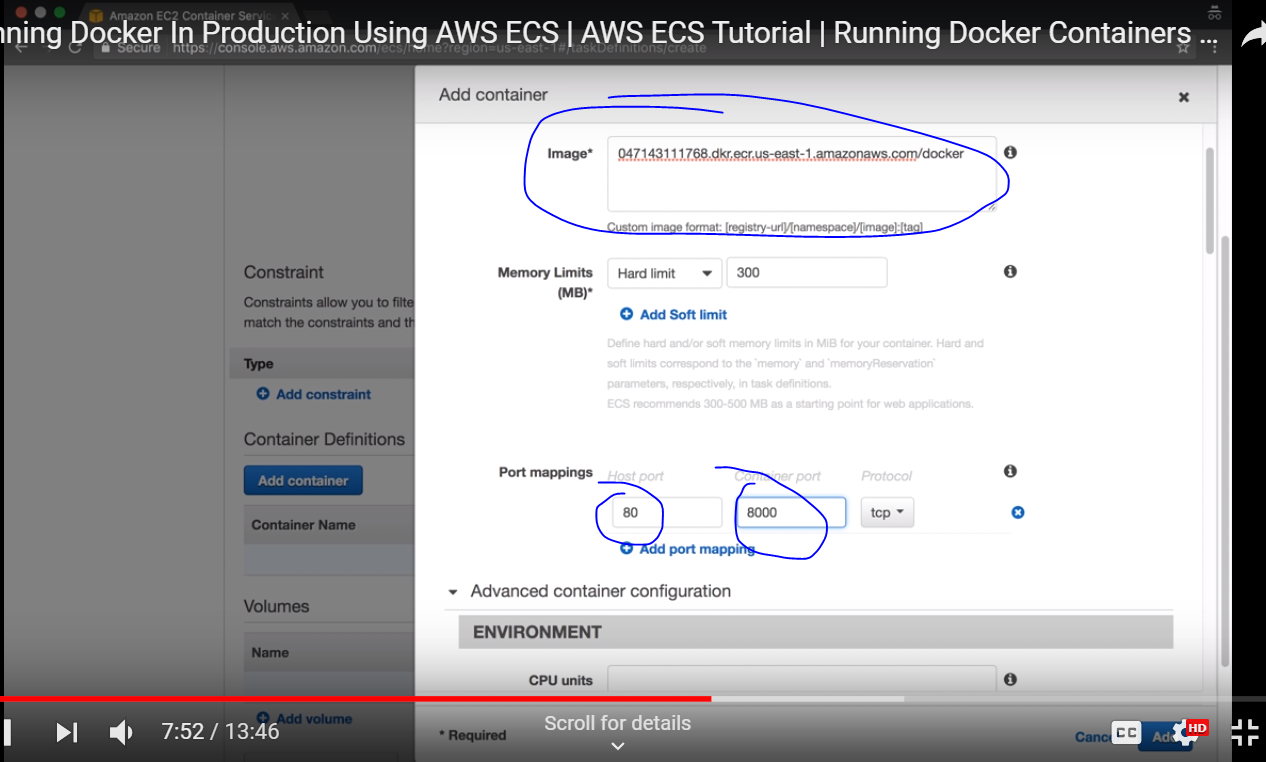 Amazon EC2 Container Servic
nning Docker In Production Using AWS ECS | AWS ECS Tutorial | Running Docker Containers ...
Secure https://console.aws.amazon.com/ecs/home?region=us-east-1#/taskDefinitions/create
Add container
Image*
047143111768.dkr.ecr.us-east-1.amazonaws.com/docker
Custom image format: [registry-url]/[namespace]/[image]:[tag]
Constraint
Constraints allow you to filte
match the constraints and th
Type
Add constraint
Container Definitions
Add container
Container Name
Volumes
Name
Add volume
Memory Limits
(MB)*
Hard limit
300
Add Soft limit
Define hard and/or soft memory limits in MiB for your container. Hard and
soft limits correspond to the `memory` and `memoryReservation`
parameters, respectively, in task definitions.
ECS recommends 300-500 MB as a starting point for web applications.
Port mappings
Host port
Container port
Protocol
80
8000
tcp
Add port mapping
Advanced container configuration
ENVIRONMENT
CPU units
7:52 / 13:46
Scroll for details
* Required
Canc
CC
Add
HD